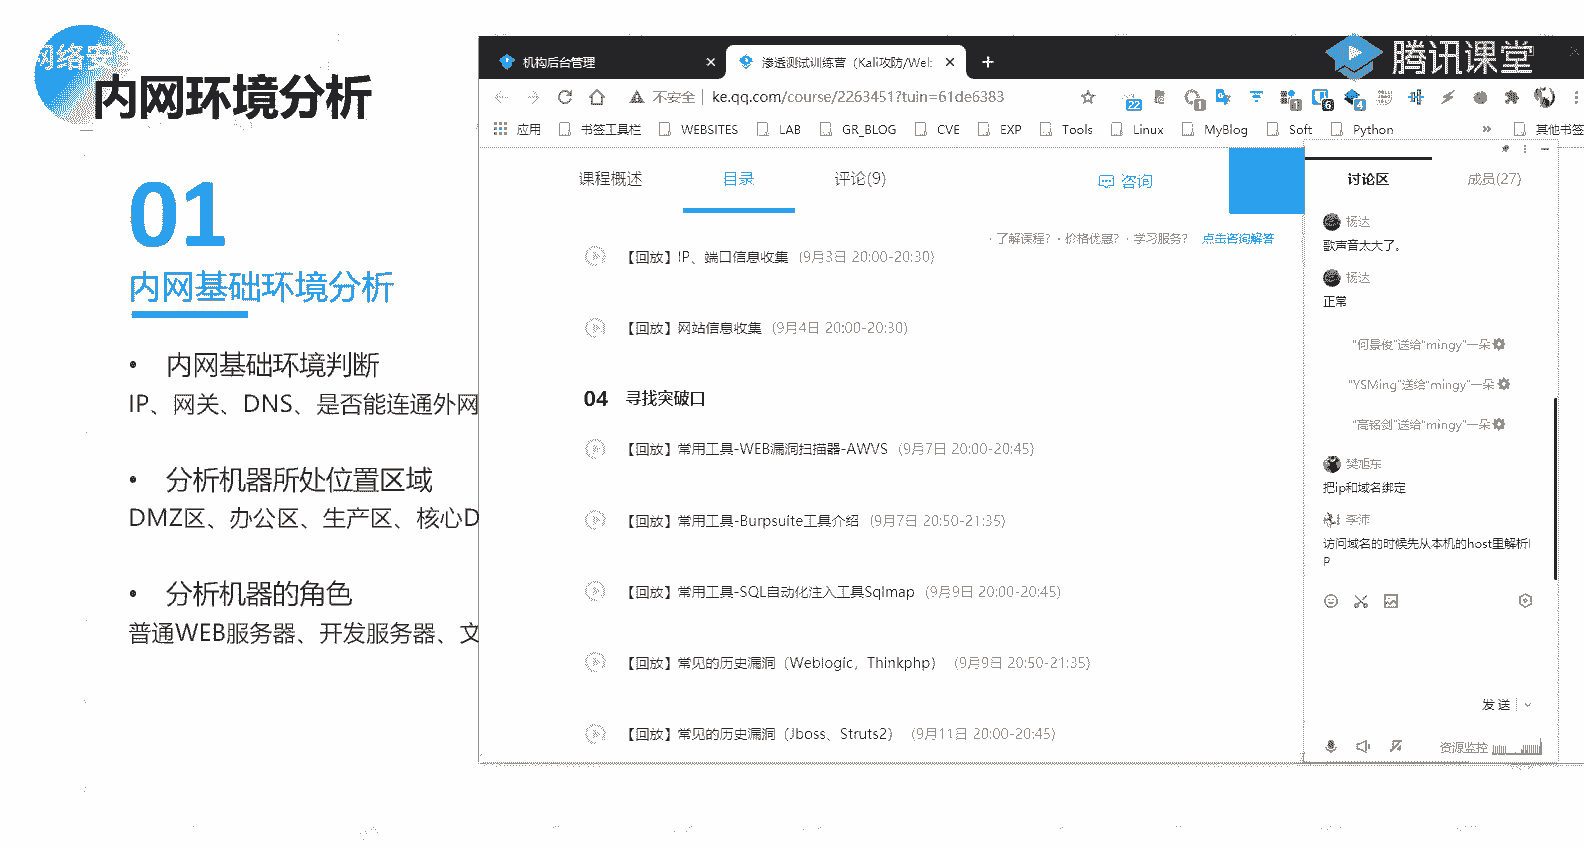 网络安
内网环境分析
01
内网基础环境分析
• 内网基础环境判断
IP、网关、DNS、是否能连通外网
• 分析机器所处位置区域
DMZ区、办公区、生产区、核心D
• 分析机器的角色
普通WEB服务器、开发服务器、文
机构后台管理
渗透测试训练营（Kali攻防/Wel:
腾讯课堂
不安全 | ke.qq.com/course/2263451?tuin=61de6383
22 1 1 6 4
应用 书签工具栏 WEBSITES LAB GR_BLOG CVE EXP Tools Linux MyBlog Soft Python » 其他书签
课程概述 目录 评论(9) 咨询
· 了解课程? · 价格优惠? · 学习服务? 点击咨询解答
【回放】IP、端口信息收集 (9月3日 20:00-20:30)
【回放】网站信息收集 (9月4日 20:00-20:30)
04 寻找突破口
【回放】常用工具-WEB漏洞扫描器-AWVS (9月7日 20:00-20:45)
【回放】常用工具-Burpsuite工具介绍 (9月7日 20:50-21:35)
【回放】常用工具-SQL自动化注入工具Sqlmap (9月9日 20:00-20:45)
【回放】常见的历史漏洞（Weblogic，Thinkphp） (9月9日 20:50-21:35)
【回放】常见的历史漏洞（Jboss、Struts2） (9月11日 20:00-20:45)
讨论区 成员(27)
扬达
歌声音太大了。
扬达
正常
"何景俊"送给"mingy"一朵
"YSMing"送给"mingy"一朵
"高铭剑"送给"mingy"一朵
樊旭东
把ip和域名绑定
李沛
访问域名的时候先从本机的host里解析I
P
发送
资源监控